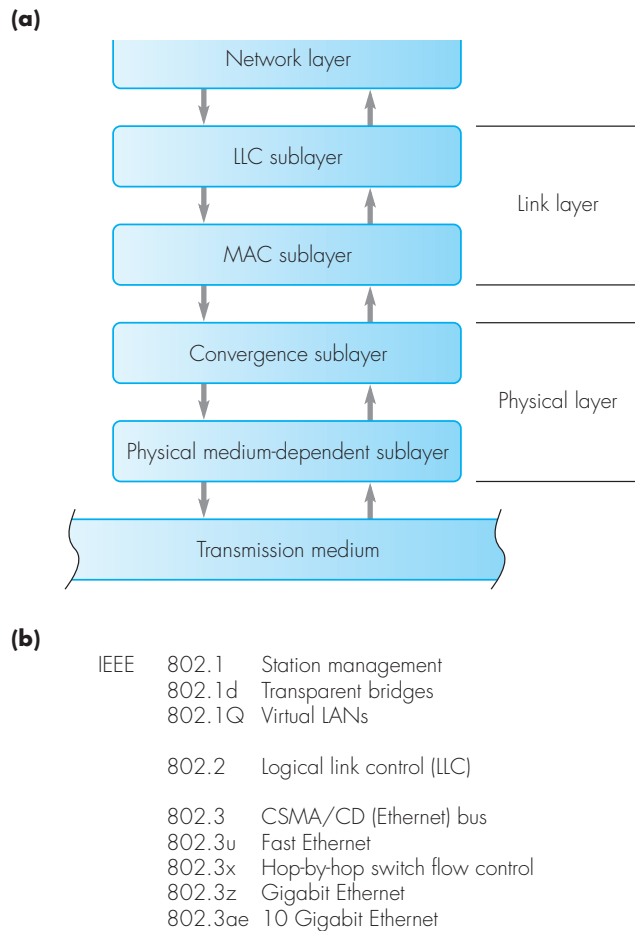 (a)
Network layer
LLC sublayer
Link layer
MAC sublayer
Convergence sublayer
Physical layer
Physical medium-dependent sublayer
Transmission medium
(b)
IEEE 802.1 Station management
802.1d Transparent bridges
802.1Q Virtual LANs
802.2 Logical link control (LLC)
802.3 CSMA/CD (Ethernet) bus
802.3u Fast Ethernet
802.3x Hop-by-hop switch flow control
802.3z Gigabit Ethernet
802.3ae 10 Gigabit Ethernet